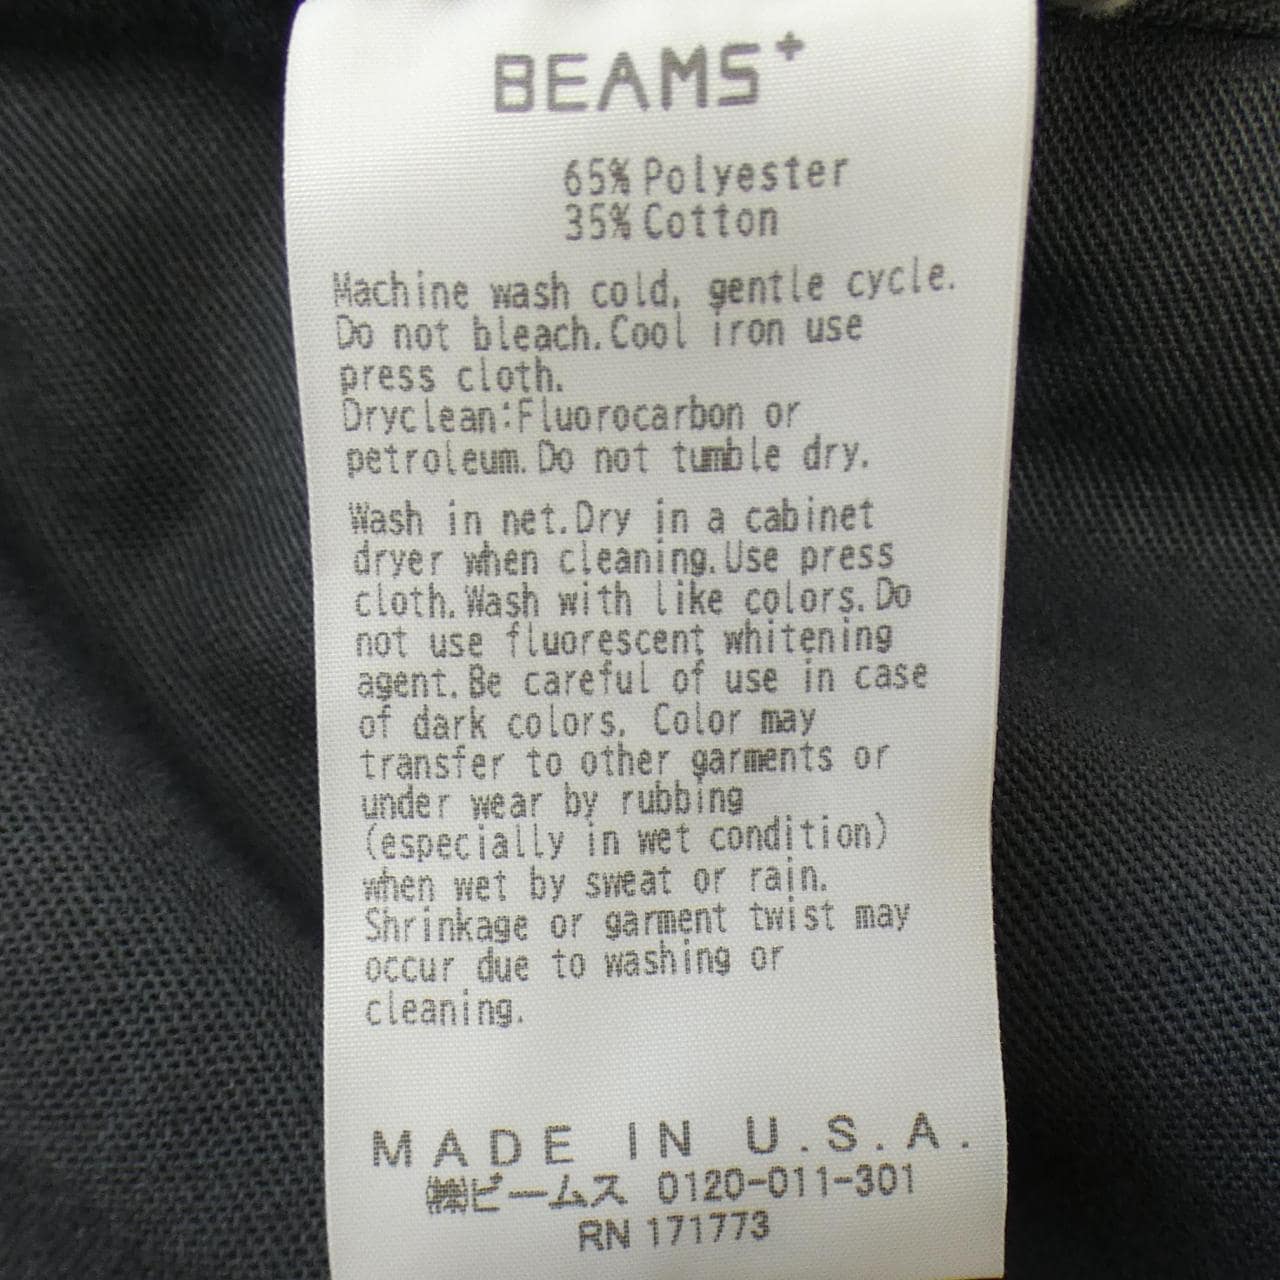 BEAMS+
65% Polyester
35% Cotton
Machine wash cold, gentle cycle.
Do not bleach. Cool iron use
press cloth.
Dryclean:Fluorocarbon or
petroleum. Do not tumble dry.
Wash in net. Dry in a cabinet
dryer when cleaning. Use press
cloth. Wash with like colors. Do
not use fluorescent whitening
agent. Be careful of use in case
of dark colors. Color may
transfer to other garments or
under wear by rubbing
(especially in wet condition)
when wet by sweat or rain.
Shrinkage or garment twist may
occur due to washing or
cleaning.
MADE IN U.S.A.
㈱ビームス 0120-011-301
RN 171773